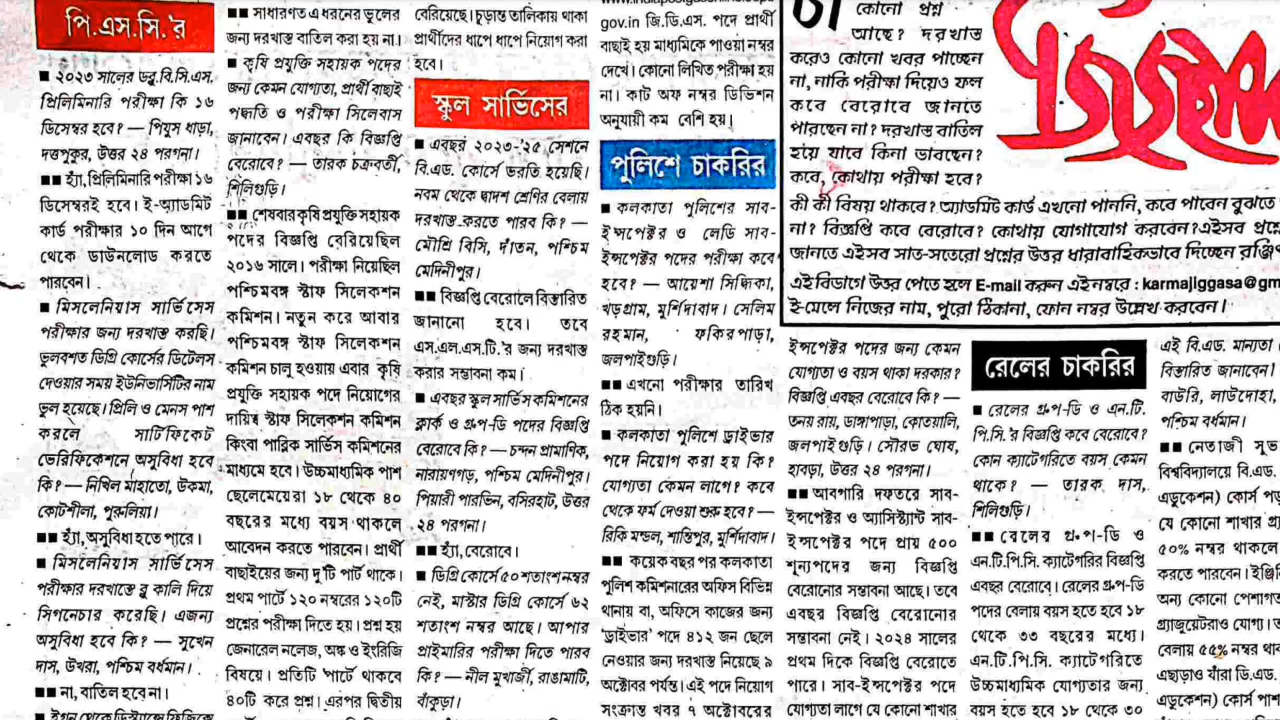 পি.এস.সি.'র
■ ২০২৩ সালের ডব্লু.বি.সি.এস.
প্রিলিমিনারি পরীক্ষা কি ১৬
ডিসেম্বর হবে? — পিযুস ধাড়া,
দত্তপুকুর, উত্তর ২৪ পরগনা।
■■ হ্যাঁ, প্রিলিমিনারি পরীক্ষা ১৬
ডিসেম্বরই হবে। ই-অ্যাডমিট
কার্ড পরীক্ষার ১০ দিন আগে
থেকে ডাউনলোড করতে
পারবেন।
■ মিসলেনিয়াস সার্ভিসেস
পরীক্ষার জন্য দরখাস্ত করছি।
ভুলবশত ডিগ্রি কোর্সের ডিটেলস
দেওয়ার সময় ইউনিভার্সিটির নাম
ভুল হয়েছে। প্রিলি ও মেনস পাশ
করলে সার্টিফিকেট
ভেরিফিকেশনে অসুবিধা হবে
কি? — নিখিল মাহাতো, উকমা,
কোটশীলা, পুরুলিয়া।
■■ হ্যাঁ, অসুবিধা হতে পারে।
■ মিসলেনিয়াস সার্ভিসেস
পরীক্ষার দরখাস্তে ব্লু কালি দিয়ে
সিগনেচার করেছি। এজন্য
অসুবিধা হবে কি? — সুখেন
দাস, উখরা, পশ্চিম বর্ধমান।
■■ না, বাতিল হবে না।
■ ইগনু থেকে ডিস্ট্যান্সে ফিজিক্সে
■■ সাধারণত এ ধরনের ভুলের
জন্য দরখাস্ত বাতিল করা হয় না।
■ কৃষি প্রযুক্তি সহায়ক পদের
জন্য কেমন যোগ্যতা, প্রার্থী বাছাই
পদ্ধতি ও পরীক্ষার সিলেবাস
জানাবেন। এবছর কি বিজ্ঞপ্তি
বেরোবে? — তারক চক্রবর্তী,
শিলিগুড়ি।
■■ শেষবার কৃষি প্রযুক্তি সহায়ক
পদের বিজ্ঞপ্তি বেরিয়েছিল
২০১৬ সালে। পরীক্ষা নিয়েছিল
পশ্চিমবঙ্গ স্টাফ সিলেকশন
কমিশন। নতুন করে আবার
পশ্চিমবঙ্গ স্টাফ সিলেকশন
কমিশন চালু হওয়ায় এবার কৃষি
প্রযুক্তি সহায়ক পদে নিয়োগের
দায়িত্ব স্টাফ সিলেকশন কমিশন
কিংবা পাবলিক সার্ভিস কমিশনের
মাধ্যমে হবে। উচ্চমাধ্যমিক পাশ
ছেলেমেয়েরা ১৮ থেকে ৪০
বছরের মধ্যে বয়স থাকলে
আবেদন করতে পারবেন। প্রার্থী
বাছাইয়ের জন্য দু'টি পার্ট থাকে।
প্রথম পার্টে ১২০ নম্বরের ১২০টি
প্রশ্নের পরীক্ষা দিতে হয়। প্রশ্ন হয়
জেনারেল নলেজ, অঙ্ক ও ইংরিজি
বিষয়ে। প্রতিটি পার্টে থাকবে
৪০টি করে প্রশ্ন। এরপর দ্বিতীয়
বেরিয়েছে। চূড়ান্ত তালিকায় থাকা
প্রার্থীদের ধাপে ধাপে নিয়োগ করা
হবে।
স্কুল সার্ভিসের
■ এবছর ২০২৩-'২৫ সেশনে
বি.এড. কোর্সে ভরতি হয়েছি।
নবম থেকে দ্বাদশ শ্রেণির বেলায়
দরখাস্ত করতে পারব কি? —
মৌশ্রি বিসি, দাঁতন, পশ্চিম
মেদিনীপুর।
■■ বিজ্ঞপ্তি বেরোলে বিস্তারিত
জানানো হবে। তবে
এস.এল.এস.টি.'র জন্য দরখাস্ত
করার সম্ভাবনা কম।
■ এবছর স্কুল সার্ভিস কমিশনের
ক্লার্ক ও গ্রুপ-ডি পদের বিজ্ঞপ্তি
বেরোবে কি? — চন্দন প্রামাণিক,
নারায়ণগড়, পশ্চিম মেদিনীপুর।
পিয়ারী পারভিন, বসিরহাট, উত্তর
২৪ পরগনা।
■■ হ্যাঁ, বেরোবে।
■ ডিগ্রি কোর্সে ৫০ শতাংশ নম্বর
নেই, মাস্টার ডিগ্রি কোর্সে ৬২
শতাংশ নম্বর আছে। আপার
প্রাইমারির পরীক্ষা দিতে পারব
কি? — নীল মুখার্জী, রাঙামাটি,
বাঁকুড়া।
gov.in জি.ডি.এস. পদে প্রার্থী
বাছাই হয় মাধ্যমিকে পাওয়া নম্বর
দেখে। কোনো লিখিত পরীক্ষা হয়
না। কাট অফ নম্বর ডিভিশন
অনুযায়ী কম বেশি হয়।
পুলিশে চাকরির
■ কলকাতা পুলিশের সাব-
ইন্সপেক্টর ও লেডি সাব-
ইন্সপেক্টর পদের পরীক্ষা কবে
হবে? — আয়েশা সিদ্ধিকা,
খড়গ্রাম, মুর্শিদাবাদ। সেলিম
রহমান, ফকিরপাড়া,
জলপাইগুড়ি।
■■ এখনো পরীক্ষার তারিখ
ঠিক হয়নি।
■ কলকাতা পুলিশে ড্রাইভার
পদে নিয়োগ করা হয় কি?
যোগ্যতা কেমন লাগে? কবে
থেকে ফর্ম দেওয়া শুরু হবে? —
রিকি মন্ডল, শান্তিপুর, মুর্শিদাবাদ।
■■ কয়েক বছর পর কলকাতা
পুলিশ কমিশনারের অফিস বিভিন্ন
থানায় বা, অফিসে কাজের জন্য
'ড্রাইভার' পদে ৪১২ জন ছেলে
নেওয়ার জন্য দরখাস্ত নিয়েছে ৯
অক্টোবর পর্যন্ত। এই পদে নিয়োগ
সংক্রান্ত খবর ৭ অক্টোবরের
কোনো প্রশ্ন
আছে? দরখাস্ত
করেও কোনো খবর পাচ্ছেন
না, নাকি পরীক্ষা দিয়েও ফল
কবে বেরোবে জানতে
পারছেন না? দরখাস্ত বাতিল
হয়ে যাবে কিনা ভাবছেন?
কবে, কোথায় পরীক্ষা হবে?
কী কী বিষয় থাকবে? অ্যাডমিট কার্ড এখনো পাননি, কবে পাবেন বুঝতে
না? বিজ্ঞপ্তি কবে বেরোবে? কোথায় যোগাযোগ করবেন? এইসব প্রশ্নে
জানতে এইসব সাত-সতেরো প্রশ্নের উত্তর ধারাবাহিকভাবে দিচ্ছেন রঞ্জি
এই বিভাগে উত্তর পেতে হলে E-mail করুন এই নম্বরে : karmajiggasa@gm
ই-মেলে নিজের নাম, পুরো ঠিকানা, ফোন নম্বর উল্লেখ করবেন।
ইন্সপেক্টর পদের জন্য কেমন
যোগ্যতা ও বয়স থাকা দরকার?
বিজ্ঞপ্তি এবছর বেরোবে কি? —
তনয় রায়, ডাঙ্গাপাড়া, কোতয়ালি,
জলপাইগুড়ি। সৌরভ ঘোষ,
হাবড়া, উত্তর ২৪ পরগনা।
■■ আবগারি দফতরে সাব-
ইন্সপেক্টর ও অ্যাসিস্ট্যান্ট সাব-
ইন্সপেক্টর পদে প্রায় ৫০০
শূন্যপদের জন্য বিজ্ঞপ্তি
বেরোনোর সম্ভাবনা আছে। তবে
এবছর বিজ্ঞপ্তি বেরোনোর
সম্ভাবনা নেই। ২০২৪ সালের
প্রথম দিকে বিজ্ঞপ্তি বেরোতে
পারে। সাব-ইন্সপেক্টর পদে
যোগ্যতা লাগে যে কোনো শাখার
রেলের চাকরির
■ রেলের গ্রুপ-ডি ও এন.টি.
পি.সি.'র বিজ্ঞপ্তি কবে বেরোবে?
কোন ক্যাটেগরিতে বয়স কেমন
থাকে? — তারক দাস,
শিলিগুড়ি।
■■ রেলের গ্রুপ-ডি ও
এন.টি.পি.সি. ক্যাটেগরির বিজ্ঞপ্তি
এবছর বেরোবে। রেলের গ্রুপ-ডি
পদের বেলায় বয়স হতে হবে ১৮
থেকে ৩৩ বছরের মধ্যে।
এন.টি.পি.সি. ক্যাটেগরিতে
উচ্চমাধ্যমিক যোগ্যতার জন্য
বয়স হতে হবে ১৮ থেকে ৩০
এই বি.এড. মান্যতা
বিস্তারিত জানাবেন।
বাউরি, লাউদোহা,
পশ্চিম বর্ধমান।
■■ নেতাজী সুভ
বিশ্ববিদ্যালয়ে বি.এড.
এডুকেশন) কোর্স পড়
যে কোনো শাখার গ্র
৫০% নম্বর থাকলে
করতে পারবেন। ইঞ্জি
অন্য কোনো পেশাগত
গ্র্যাজুয়েটরাও যোগ্য। ত
বেলায় ৫৫% নম্বর থাক
এছাড়াও যাঁরা ডি.এড.
এডুকেশন) কোর্স পাশ